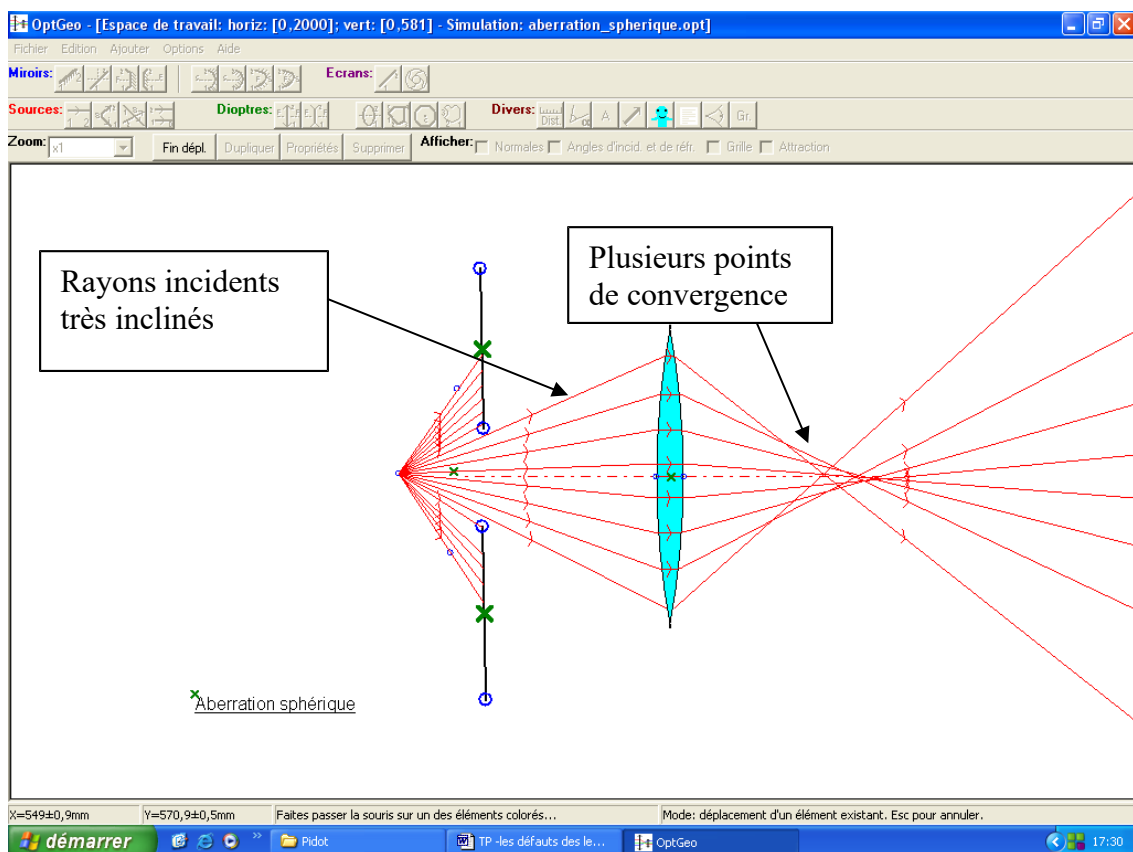 OptGeo - [Espace de travail: horiz: [0,2000]; vert: [0,581] - Simulation: aberration_spherique.opt]
Fichier Edition Ajouter Options Aide
Miroirs: Ecrans:
Sources: Dioptres: Divers: Dist. A Gr.
Zoom: x1 Fin dépl. Dupliquer Propriétés Supprimer Afficher: Normales Angles d'incid. et de réfr. Grille Attraction
Rayons incidents
très inclinés
Plusieurs points
de convergence
Aberration sphérique
X=549±0,9mm Y=570,9±0,5mm Faites passer la souris sur un des éléments colorés... Mode: déplacement d'un élément existant. Esc pour annuler.
démarrer » Pidot TP -les défauts des le... OptGeo 17:30